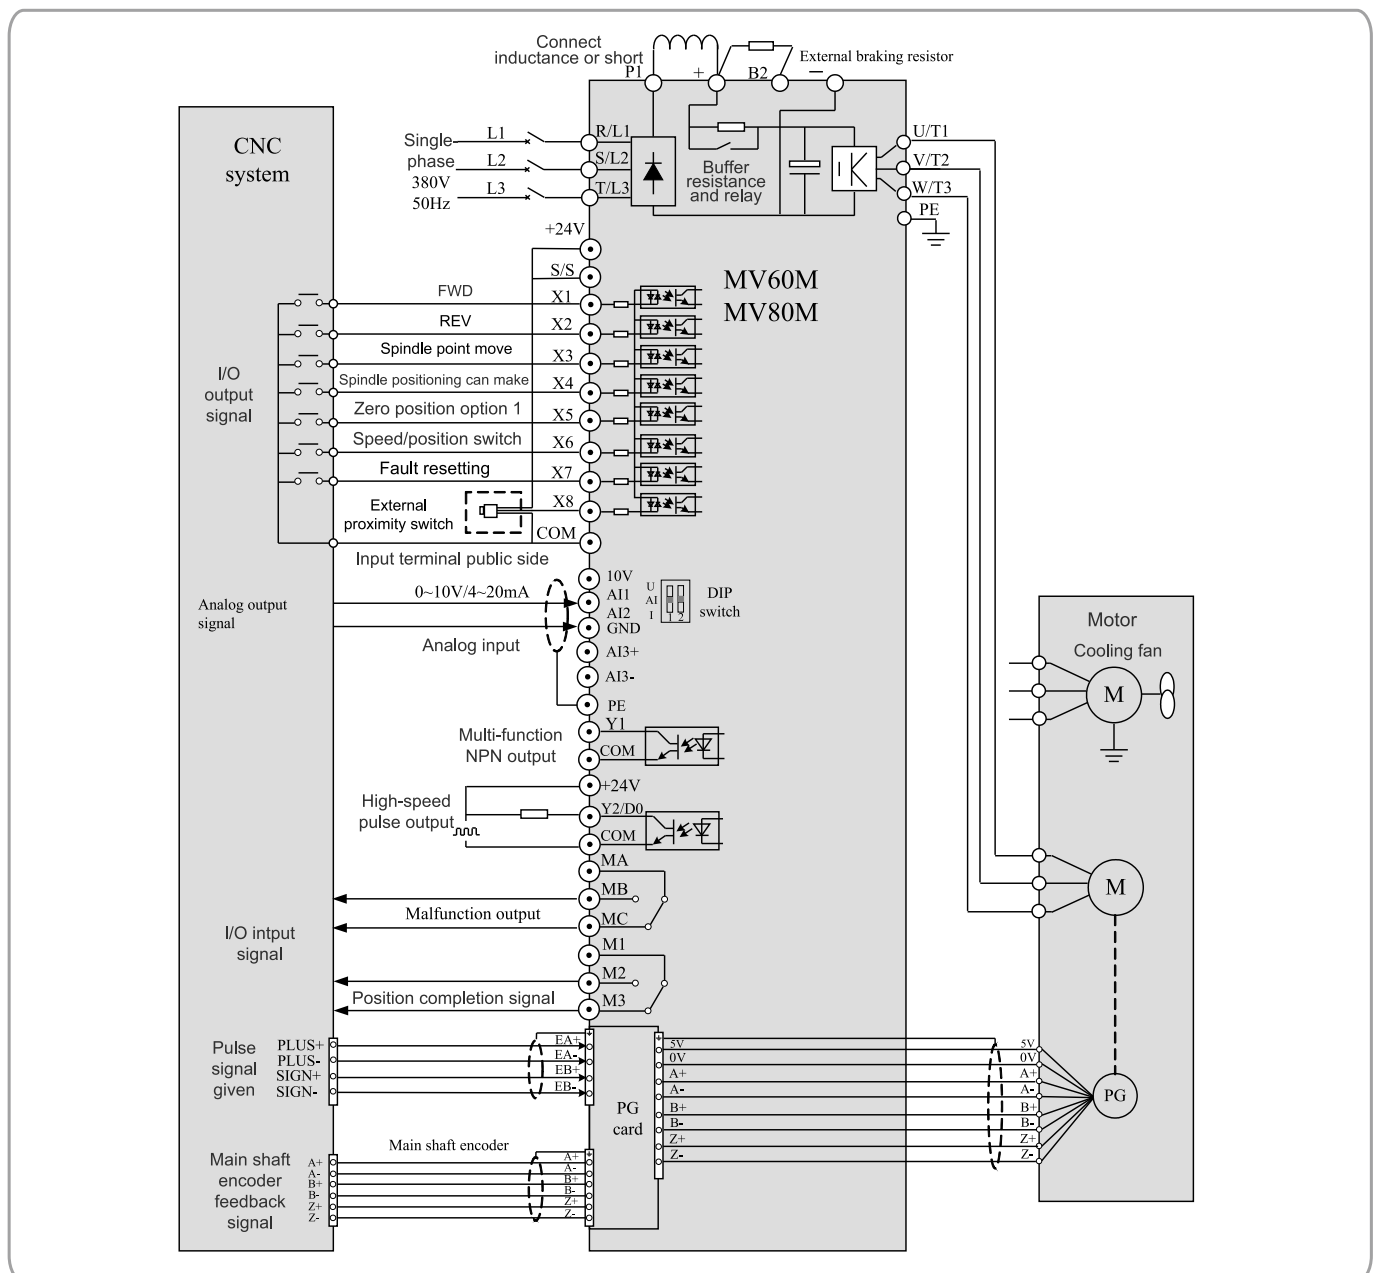 Connect
inductance or short
P1
+
B2
External braking resistor
−
CNC
system
Single
phase
380V
50Hz
L1
L2
L3
R/L1
S/L2
T/L3
Buffer
resistance
and relay
U/T1
V/T2
W/T3
PE
+24V
S/S
MV60M
MV80M
I/O
output
signal
FWD
X1
REV
X2
Spindle point move
X3
Spindle positioning can make
X4
Zero position option 1
X5
Speed/position switch
X6
Fault resetting
X7
External
proximity switch
X8
COM
Input terminal public side
Analog output
signal
0~10V/4~20mA
Analog input
10V
AI1
AI2
GND
AI3+
AI3-
PE
U
AI
I
1 2
DIP
switch
Multi-function
NPN output
Y1
COM
High-speed
pulse output
+24V
Y2/D0
COM
MA
MB
MC
Malfunction output
I/O intput
signal
M1
M2
M3
Position completion signal
Motor
Cooling fan
M
M
Pulse
signal
given
PLUS+
PLUS-
SIGN+
SIGN-
EA+
EA-
EB+
EB-
PG
card
5V
0V
A+
A-
B+
B-
Z+
Z-
5V
0V
A+
A-
B+
B-
Z+
Z-
PG
Main shaft
encoder
feedback
signal
Main shaft encoder
A+
A-
B+
B-
Z+
Z-
A+
A-
B+
B-
Z+
Z-